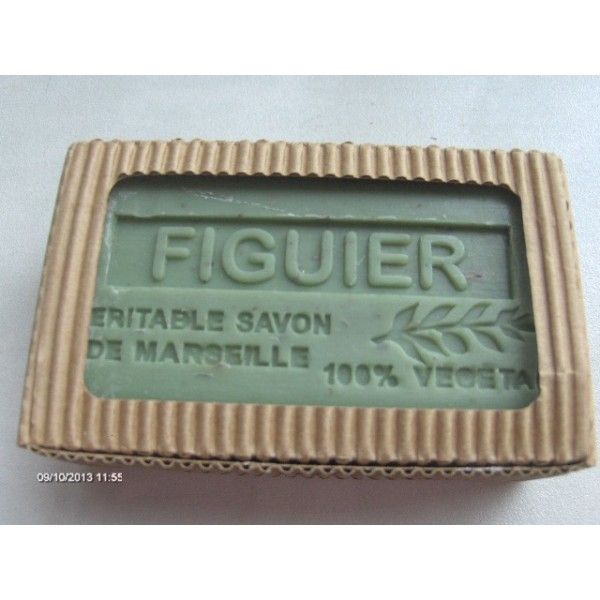 FIGUIER
ERITABLE SAVON
DE MARSEILLE
100% VEGETA
09/10/2013 11:55